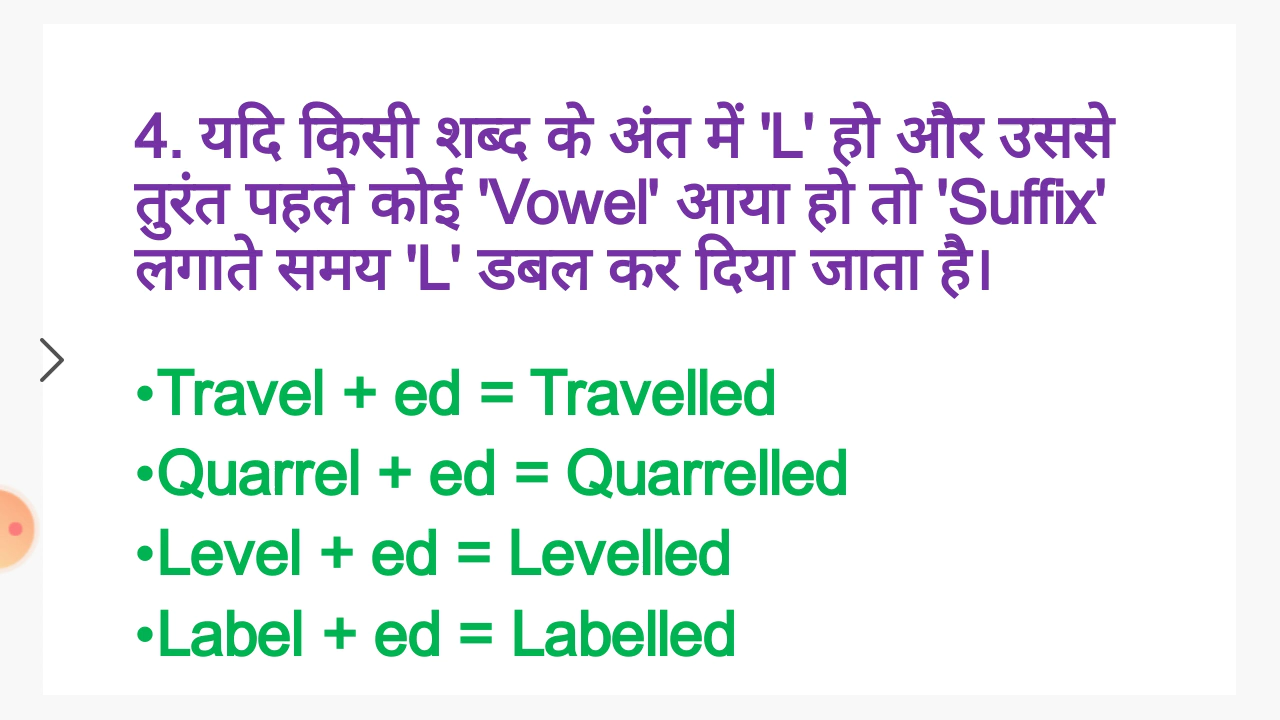 4. यदि किसी शब्द के अंत में 'L' हो और उससे
तुरंत पहले कोई 'Vowel' आया हो तो 'Suffix'
लगाते समय 'L' डबल कर दिया जाता है।
•Travel + ed = Travelled
•Quarrel + ed = Quarrelled
•Level + ed = Levelled
•Label + ed = Labelled